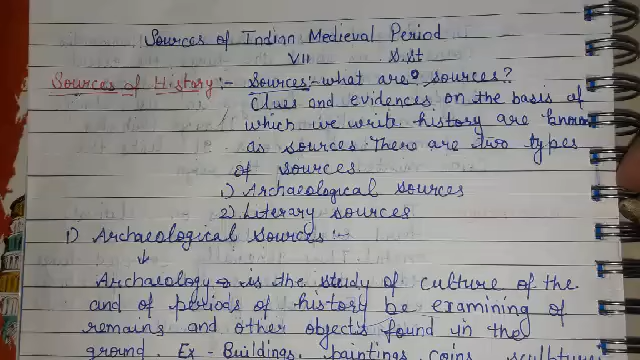 Sources of Indian Medieval Period
VII S.St
Sources of History:- Sources:- what are sources?
Clues and evidences on the basis of
which we write history are known
as sources. There are two types
of sources.
1) Archaeological sources
2) Literary sources
1) Archaeological sources:-
↓
Archaeology → is the study of culture of the
and of periods of history be examining of
remains and other objects found in the
ground. Ex- Buildings, paintings, coins,